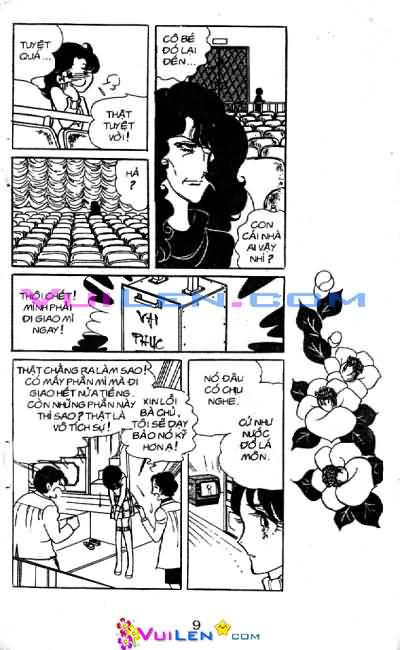 TUYỆT
QUÁ...
THẬT
TUYỆT
VỜI!
CÔ BÉ
ĐÓ LẠI
ĐẾN...
CON
CÁI NHÀ
AI VẬY
NHỈ?
HẢ
?
THÔI CHẾT!
MÌNH PHẢI
ĐI GIAO MÌ
NGAY!
VẠN
PHÚC
VUILEN.COM
THẬT CHẲNG RA LÀM SAO!
CÓ MẤY PHẦN MÌ MÀ ĐI
GIAO HẾT NỬA TIẾNG.
CÒN NHỮNG PHẦN NÀY
THÌ SAO? THẬT LÀ
VÔ TÍCH SỰ!
XIN LỖI
BÀ CHỦ,
TÔI SẼ DẠY
BẢO NÓ KỸ
HƠN Ạ!
NÓ ĐÂU
CÓ CHỊU
NGHE.
CỨ NHƯ
NƯỚC
ĐỔ LÁ
MÔN.
9
VUILEN.COM